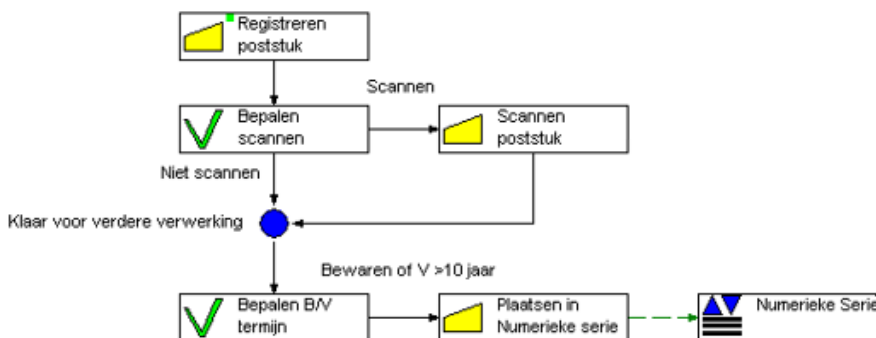 Registreren
poststuk
Scannen
Bepalen
scannen
Scannen
poststuk
Niet scannen
Klaar voor verdere verwerking
Bewaren of V >10 jaar
Bepalen B/V
termijn
Plaatsen in
Numerieke serie
Numerieke Serie